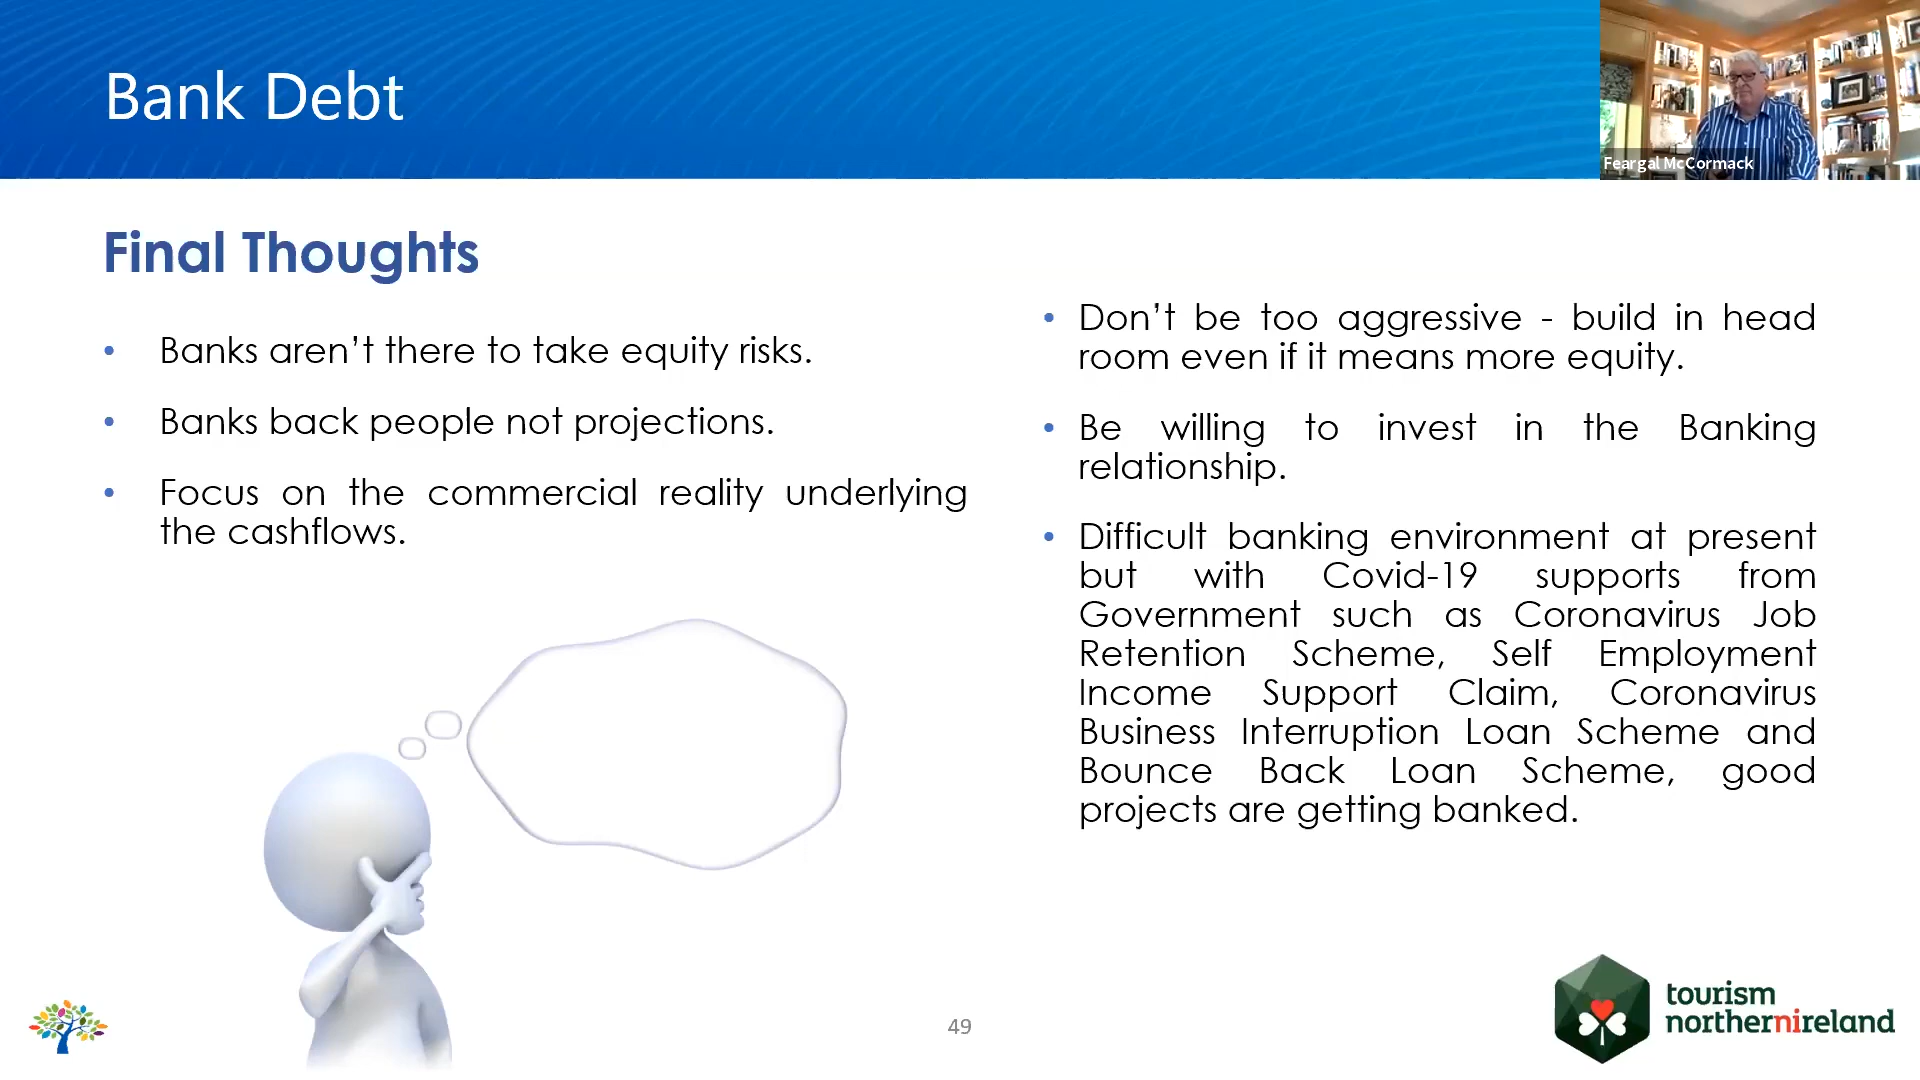 Bank Debt
Feargal McCormack
Final Thoughts
• Banks aren't there to take equity risks.
• Banks back people not projections.
• Focus on the commercial reality underlying
the cashflows.
• Don't be too aggressive - build in head
room even if it means more equity.
• Be willing to invest in the Banking
relationship.
• Difficult banking environment at present
but with Covid-19 supports from
Government such as Coronavirus Job
Retention Scheme, Self Employment
Income Support Claim, Coronavirus
Business Interruption Loan Scheme and
Bounce Back Loan Scheme, good
projects are getting banked.
49
tourism
northernireland